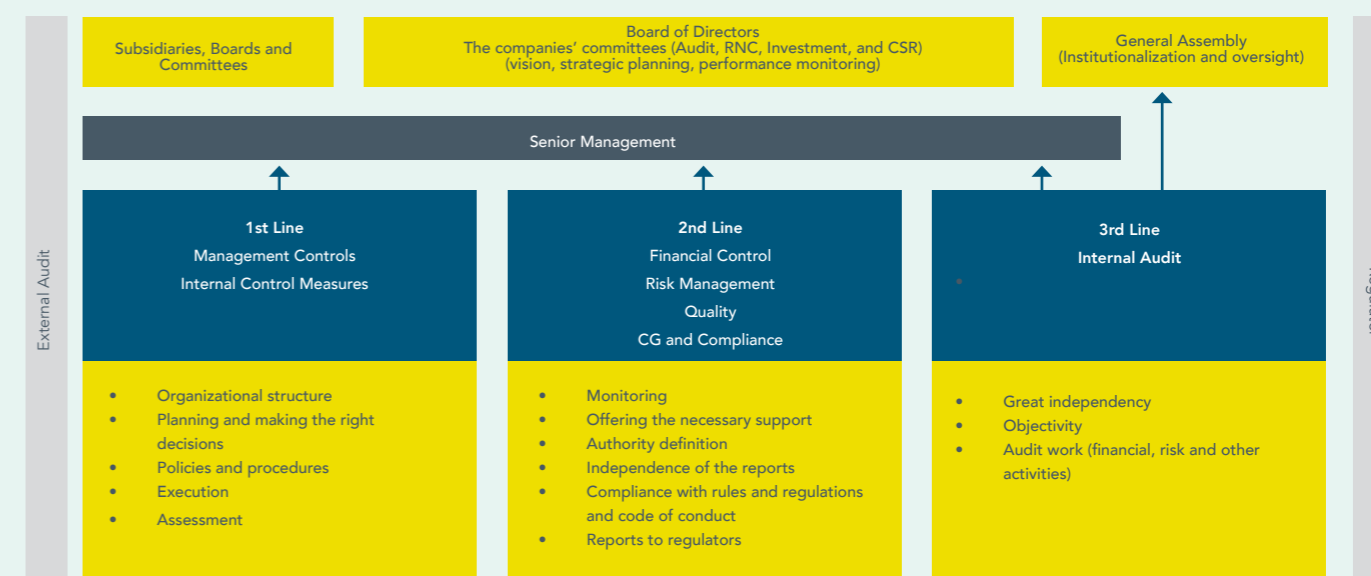 Subsidiaries, Boards and
Committees
Board of Directors
The companies' committees (Audit, RNC, Investment, and CSR)
(vision, strategic planning, performance monitoring)
General Assembly
(Institutionalization and oversight)
Senior Management
External Audit
1st Line
Management Controls
Internal Control Measures
2nd Line
Financial Control
Risk Management
Quality
CG and Compliance
3rd Line
Internal Audit
•
• Organizational structure
• Planning and making the right
decisions
• Policies and procedures
• Execution
• Assessment
• Monitoring
• Offering the necessary support
• Authority definition
• Independence of the reports
• Compliance with rules and regulations
and code of conduct
• Reports to regulators
• Great independency
• Objectivity
• Audit work (financial, risk and other
activities)